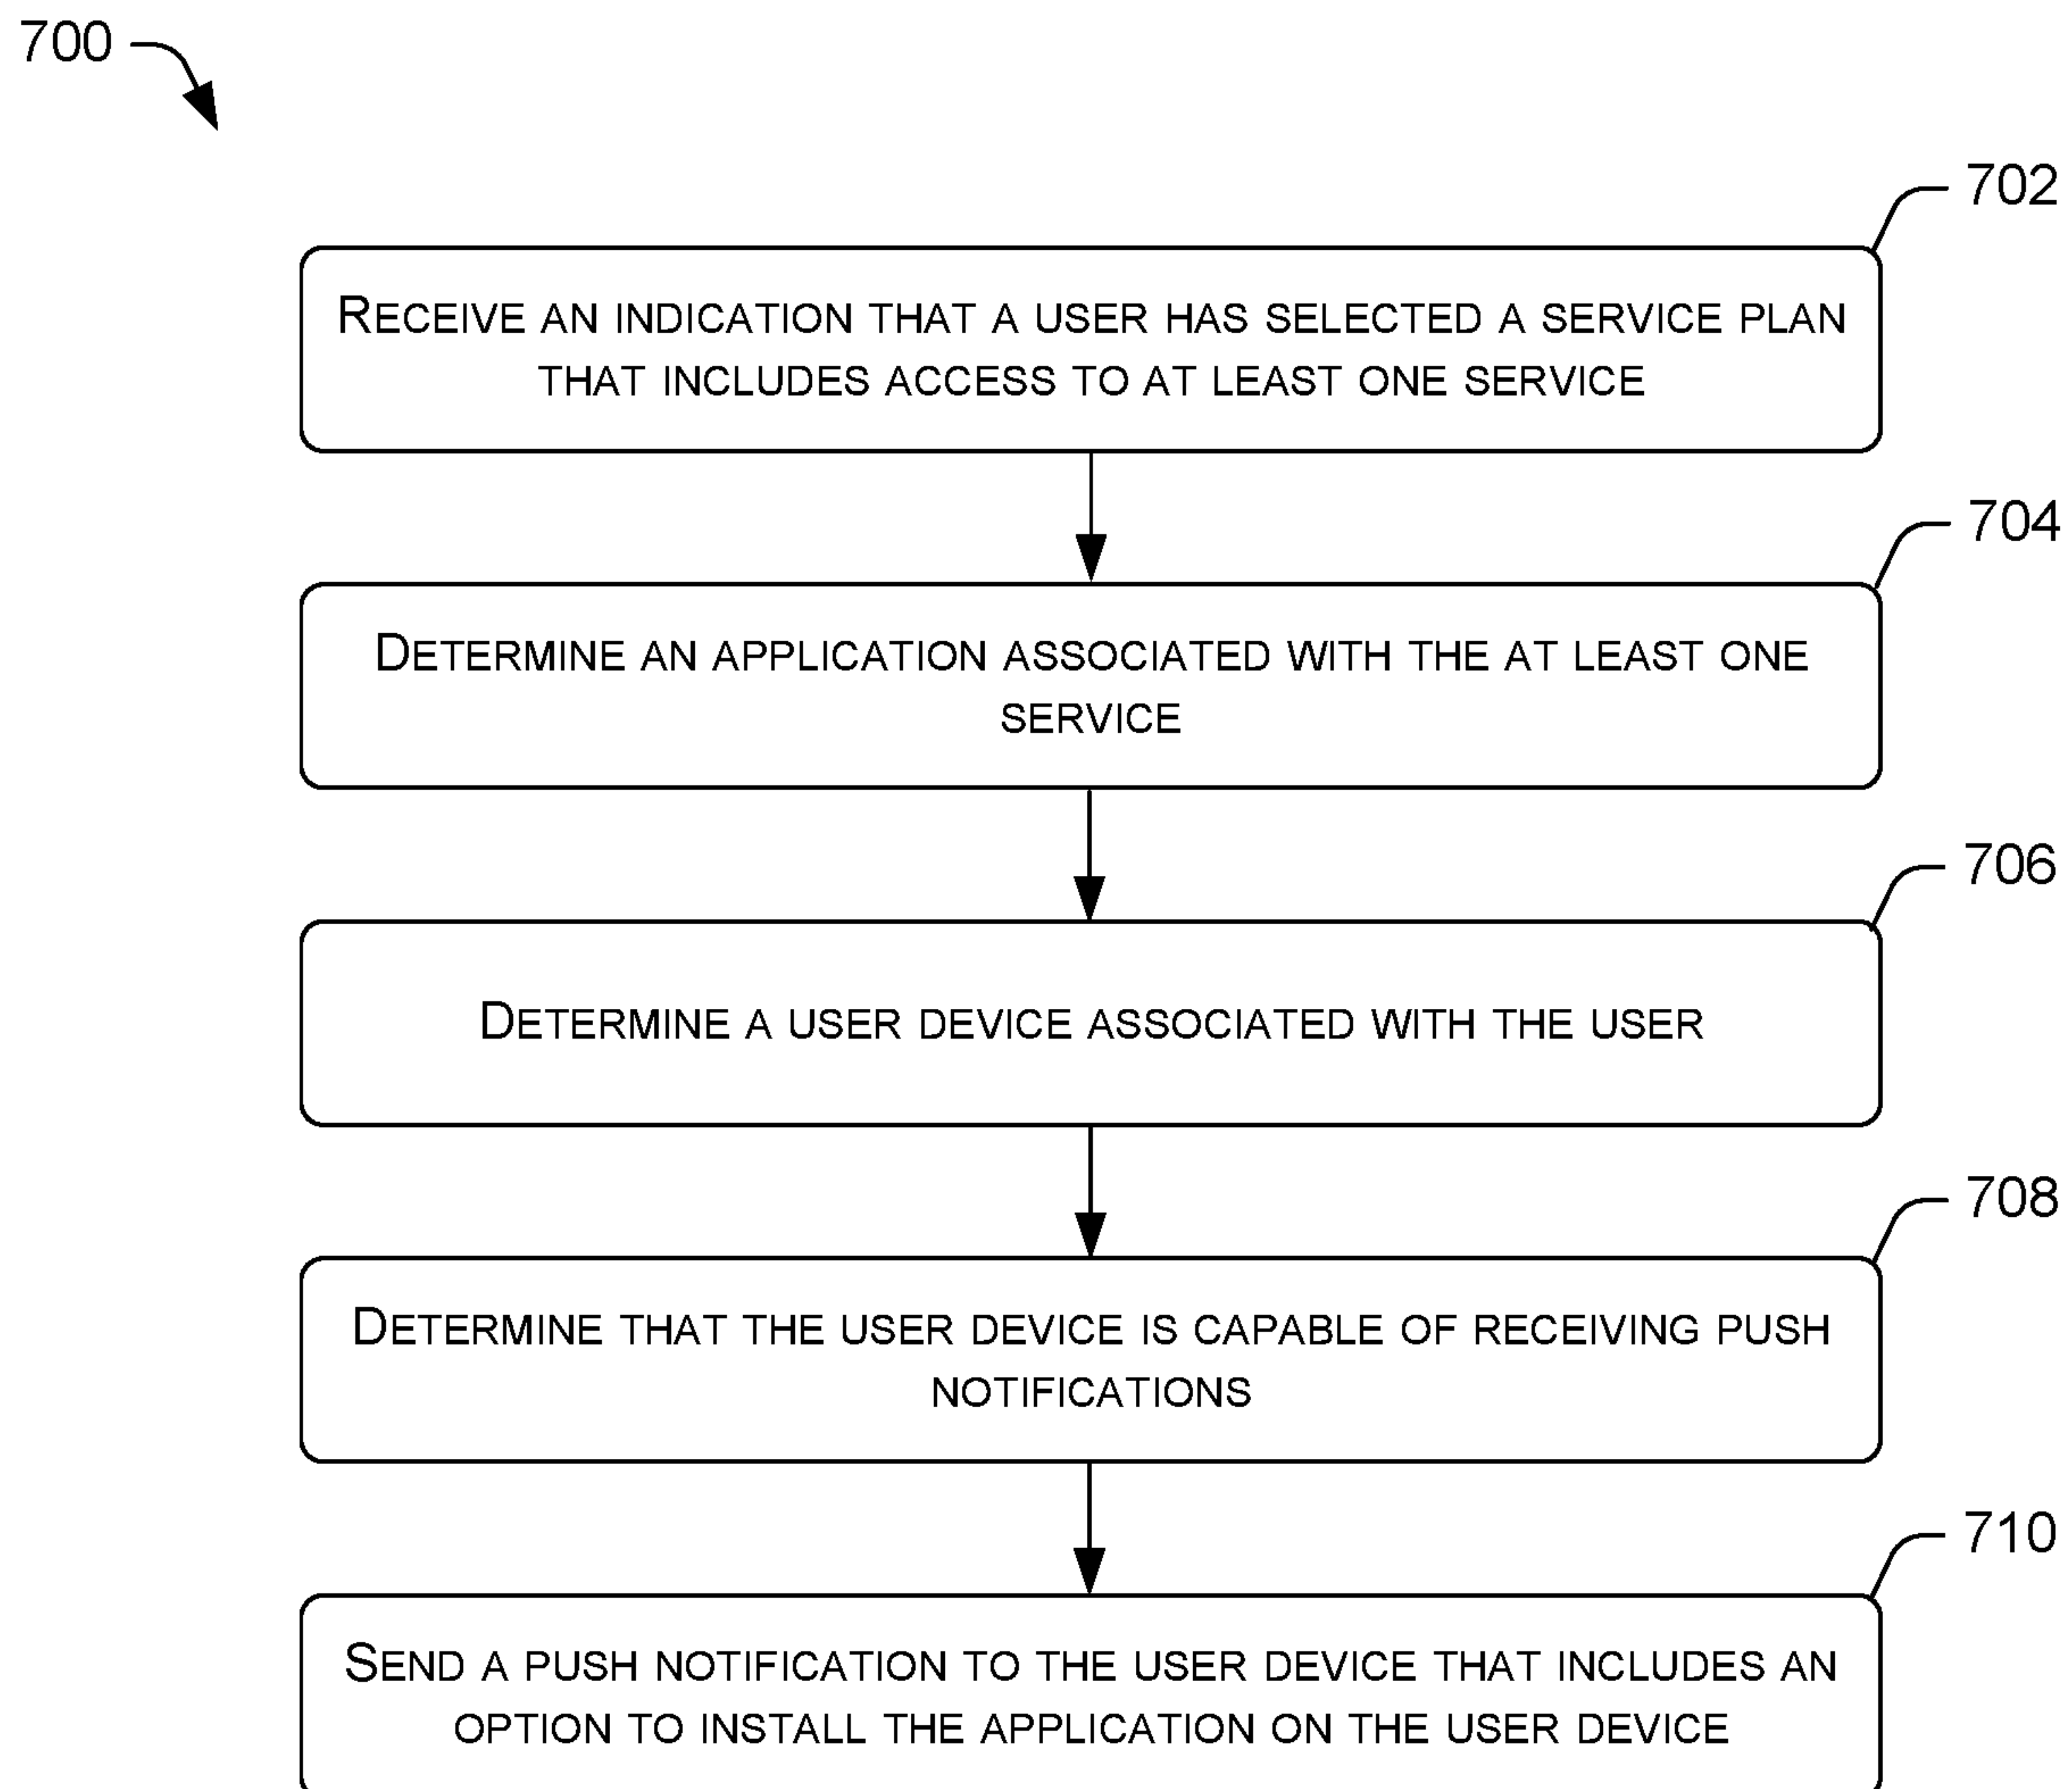 700
702
RECEIVE AN INDICATION THAT A USER HAS SELECTED A SERVICE PLAN
THAT INCLUDES ACCESS TO AT LEAST ONE SERVICE
704
DETERMINE AN APPLICATION ASSOCIATED WITH THE AT LEAST ONE
SERVICE
706
DETERMINE A USER DEVICE ASSOCIATED WITH THE USER
708
DETERMINE THAT THE USER DEVICE IS CAPABLE OF RECEIVING PUSH
NOTIFICATIONS
710
SEND A PUSH NOTIFICATION TO THE USER DEVICE THAT INCLUDES AN
OPTION TO INSTALL THE APPLICATION ON THE USER DEVICE